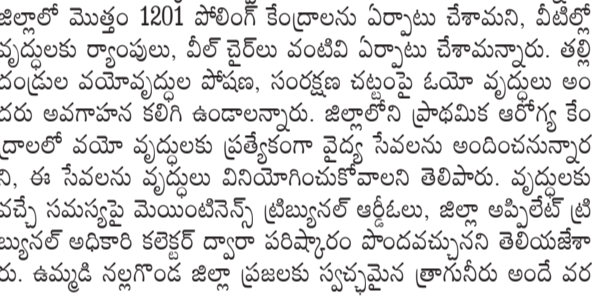 జిల్లాలో మొత్తం 1201 పోలింగ్ కేంద్రాలను ఏర్పాటు చేశామని, వీటిల్లో
వృద్ధులకు ర్యాంపులు, వీల్ చైర్‌లు వంటివి ఏర్పాటు చేశామన్నారు. తల్లి
దండ్రుల వయోవృద్ధుల పోషణ, సంరక్షణ చట్టంపై ఓయో వృద్ధులు అం
దరు అవగాహన కలిగి ఉండాలన్నారు. జిల్లాలోని ప్రాథమిక ఆరోగ్య కేం
ద్రాలలో వయో వృద్ధులకు ప్రత్యేకంగా వైద్య సేవలను అందించనున్నార
ని, ఈ సేవలను వృద్ధులు వినియోగించుకోవాలని తెలిపారు. వృద్ధులకు
వచ్చే సమస్యపై మెయింటినెన్స్ ట్రిబ్యునల్ ఆర్డీఓలు, జిల్లా అప్పిలేట్ ట్రి
బ్యునల్ అధికారి కలెక్టర్ ద్వారా పరిష్కారం పొందవచ్చునని తెలియజేశా
రు. ఉమ్మడి నల్లగొండ జిల్లా ప్రజలకు స్వచ్ఛమైన త్రాగునీరు అందే వర